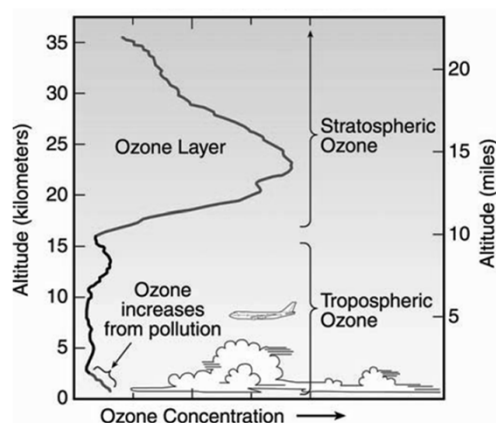 35
30
25
20
15
10
5
0
Altitude (kilometers)
Ozone Layer
Ozone
increases
from pollution
Stratospheric
Ozone
Tropospheric
Ozone
20
15
10
5
Altitude (miles)
Ozone Concentration